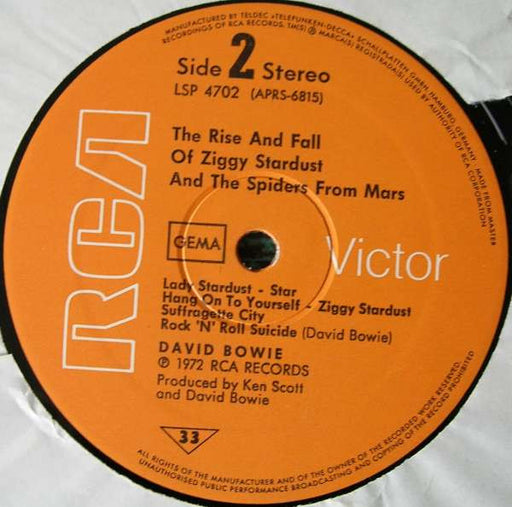 MANUFACTURED BY TELDEC »TELEFUNKEN-DECCA« SCHALLPLATTEN GMBH, HAMBURG, GERMANY. MADE FROM MASTER
RECORDINGS OF RCA RECORDS. TM(S) ® MARCA(S) REGISTRADA(S) USED BY AUTHORITY OF RCA CORPORATION
Side 2 Stereo
LSP 4702 (APRS-6815)
The Rise And Fall
Of Ziggy Stardust
And The Spiders From Mars
RCA
GEMA
Victor
Lady Stardust - Star
Hang On To Yourself - Ziggy Stardust
Suffragette City
Rock 'N' Roll Suicide (David Bowie)
DAVID BOWIE
℗ 1972 RCA RECORDS
Produced by Ken Scott
and David Bowie
33
ALL RIGHTS OF THE MANUFACTURER AND OF THE OWNER OF THE RECORDED WORK RESERVED.
UNAUTHORISED PUBLIC PERFORMANCE BROADCASTING AND COPYING OF THE RECORD PROHIBITED